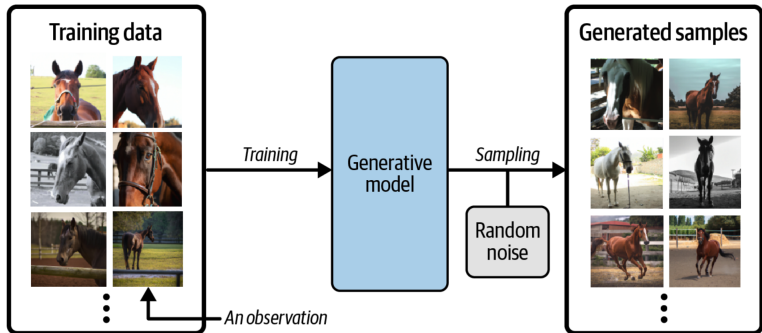 Training data
Generated samples
Training
Generative
model
Sampling
Random
noise
An observation